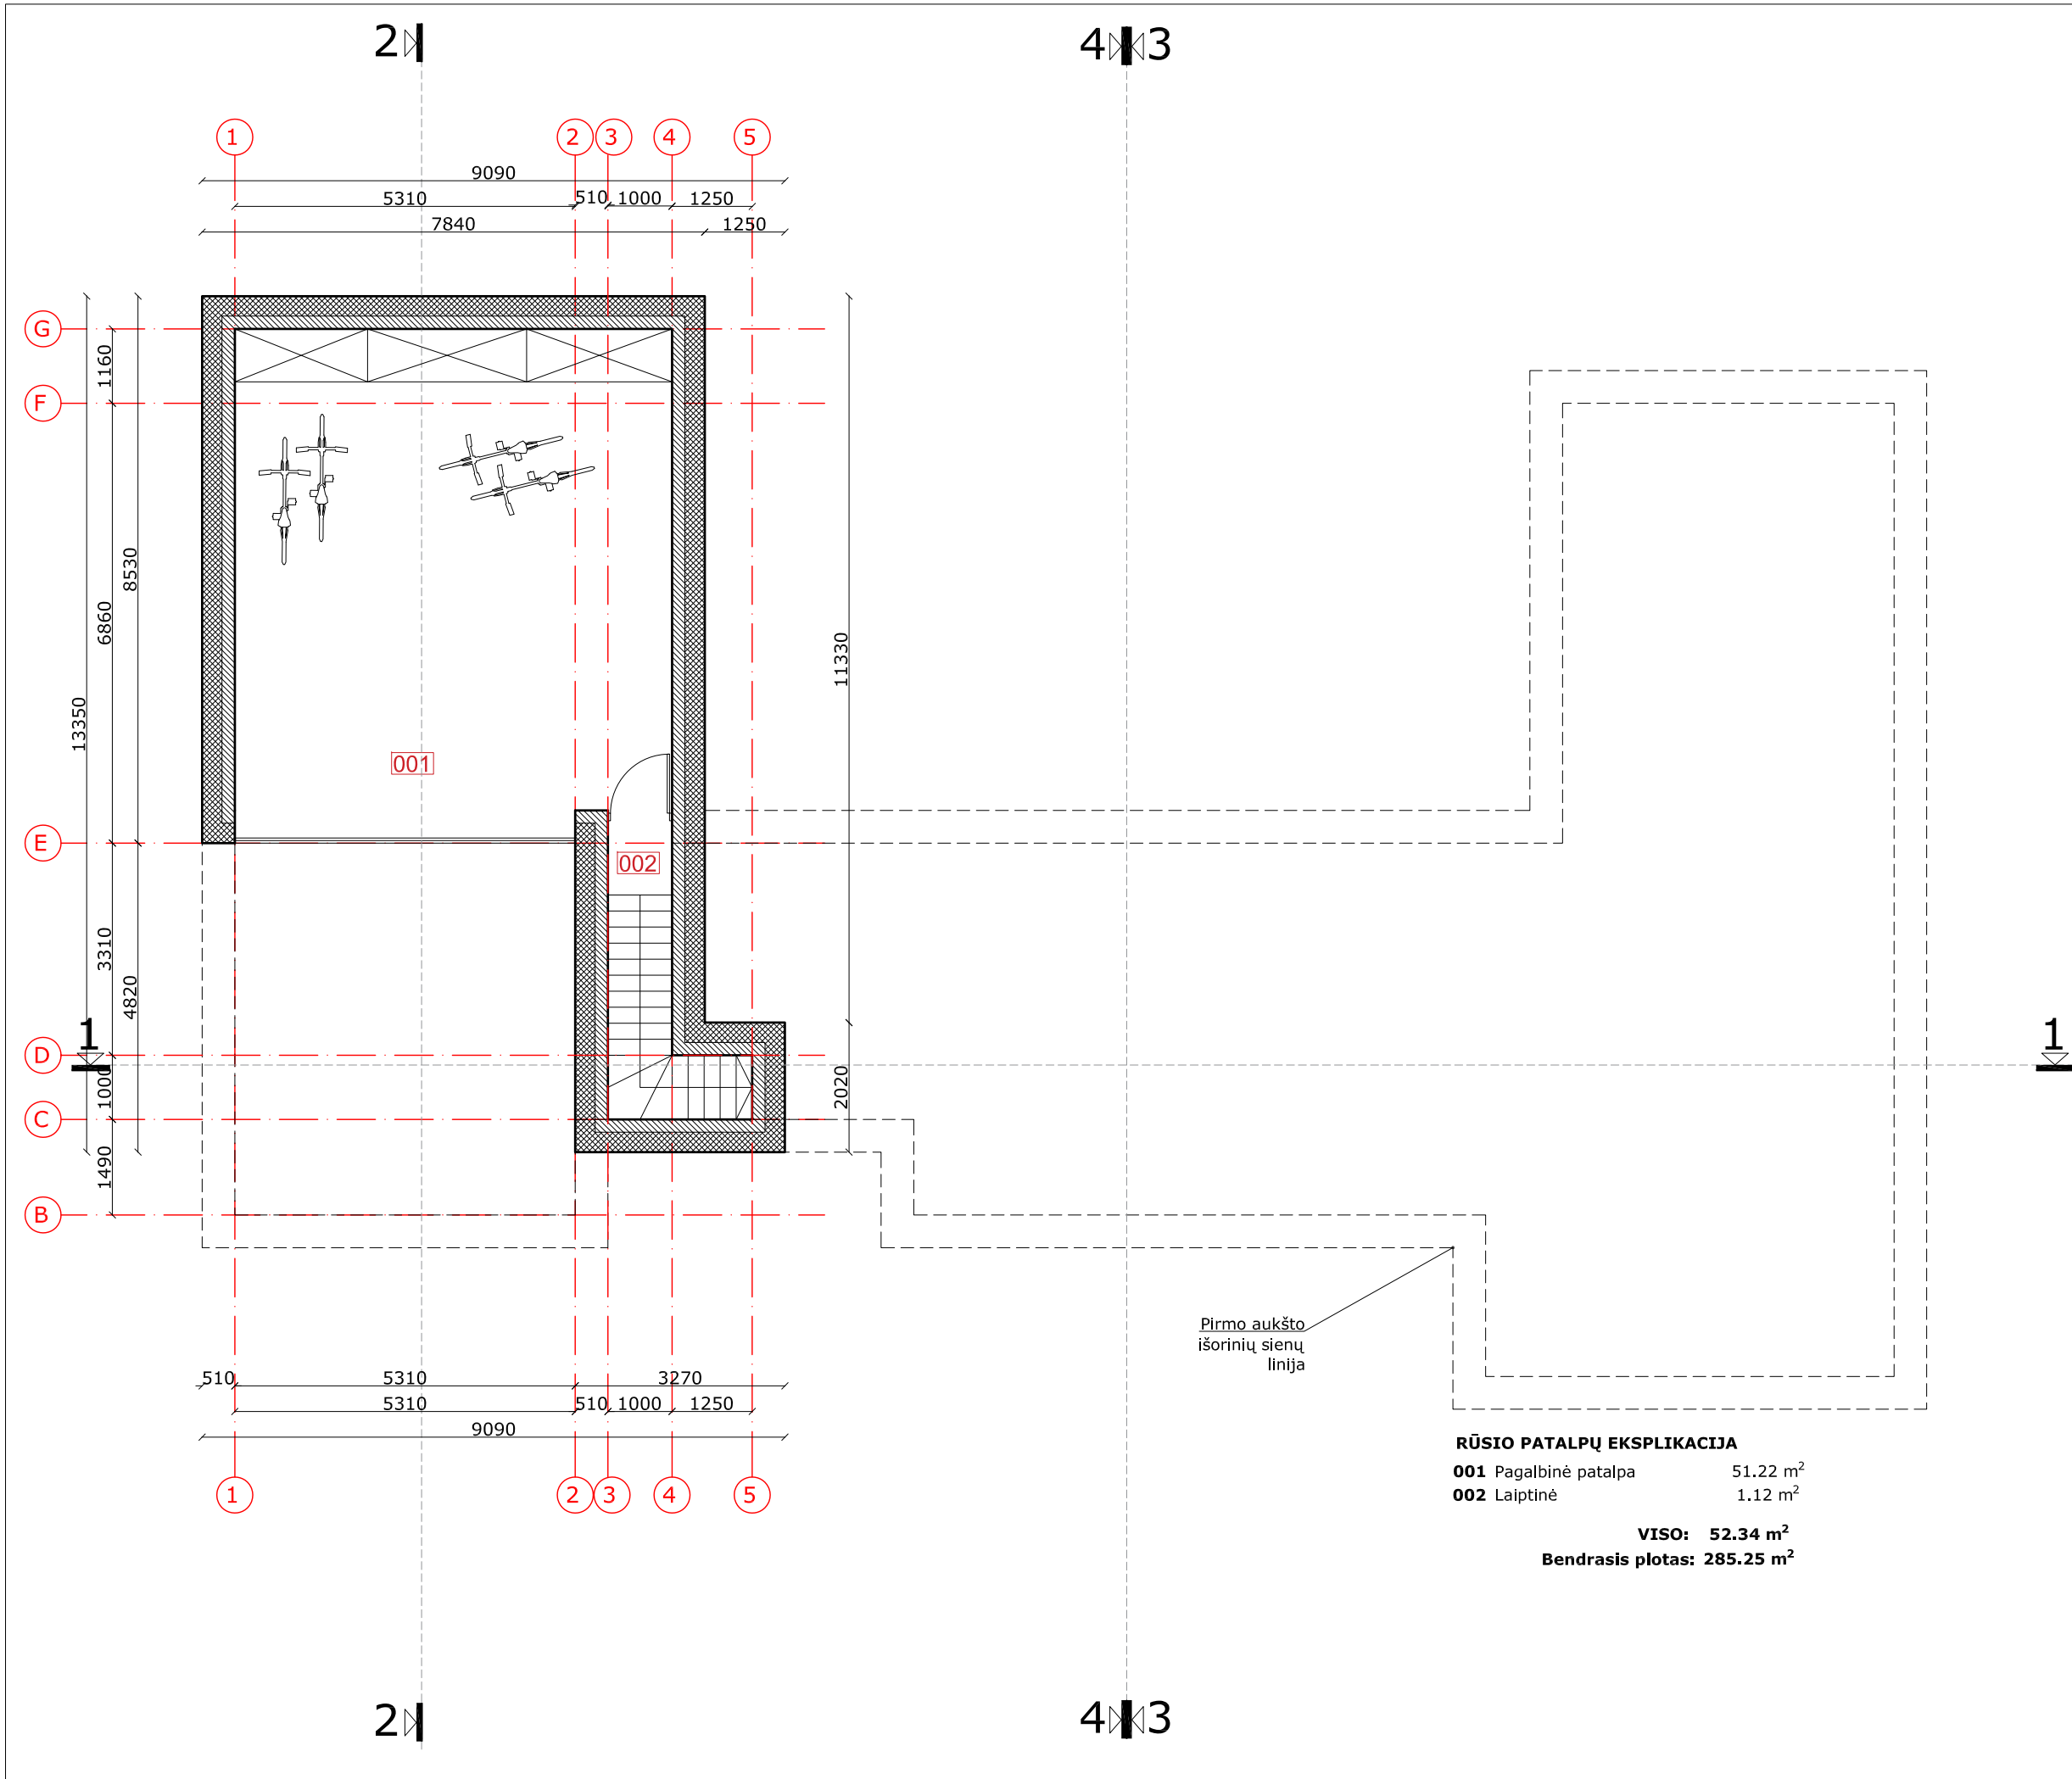 2 4 3
1 2 3 4 5
9090
5310 510 1000 1250
7840 1250
G
1160
F
8530
6860
11330
13350
001
E
002
3310
4820
1 1
D
1000
2020
C
1490
B
Pirmo aukšto
išorinių sienų
linija
510 5310 3270
5310 510 1000 1250
9090
1 2 3 4 5
RŪSIO PATALPŲ EKSPLIKACIJA
001 Pagalbinė patalpa 51.22 m²
002 Laiptinė 1.12 m²
VISO: 52.34 m²
Bendrasis plotas: 285.25 m²
2 4 3